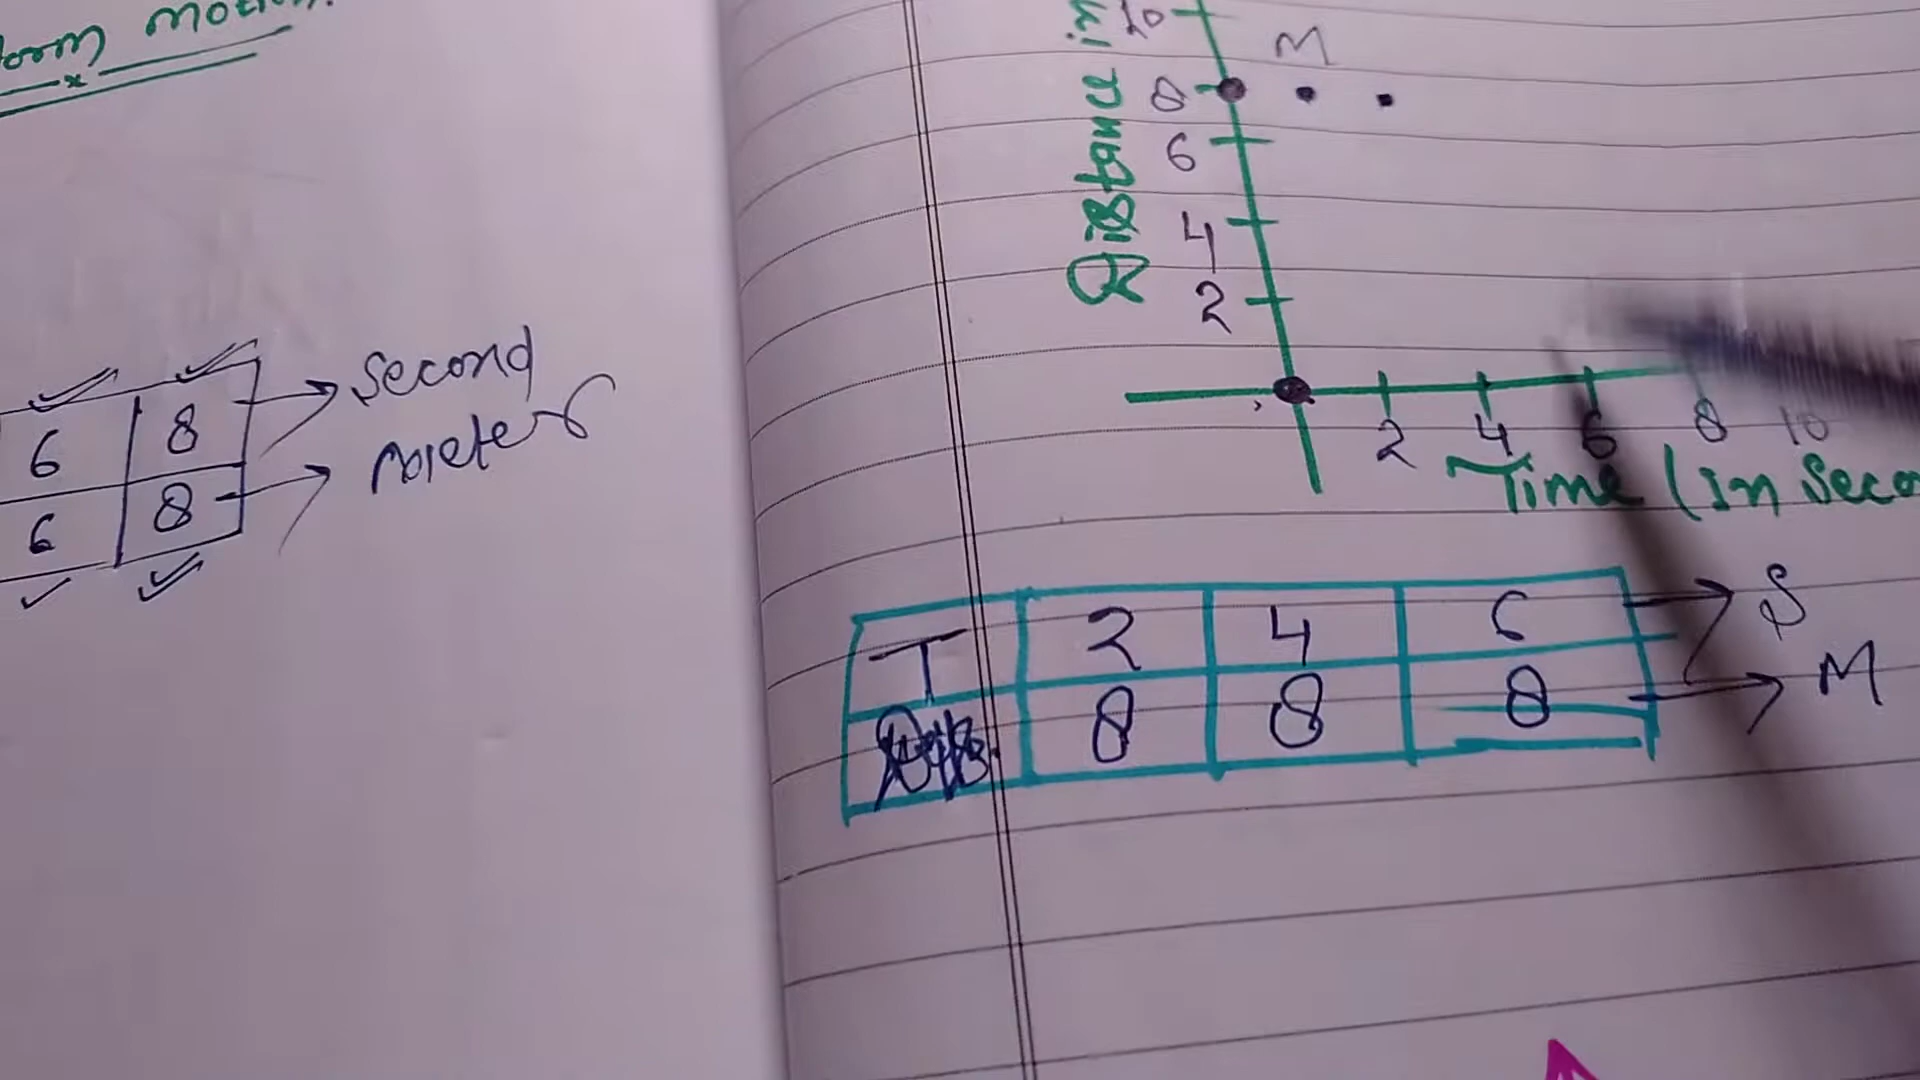 orm motion
6 8 second
6 8 meter
Distance in
10
8
6
4
2
M
2 4 6 8 10
Time (in Seco
T 2 4 6 S
8 8 8 M